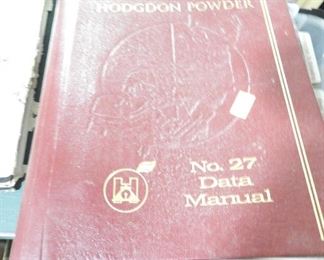 HODGDON POWDER
No. 27
Data
Manual